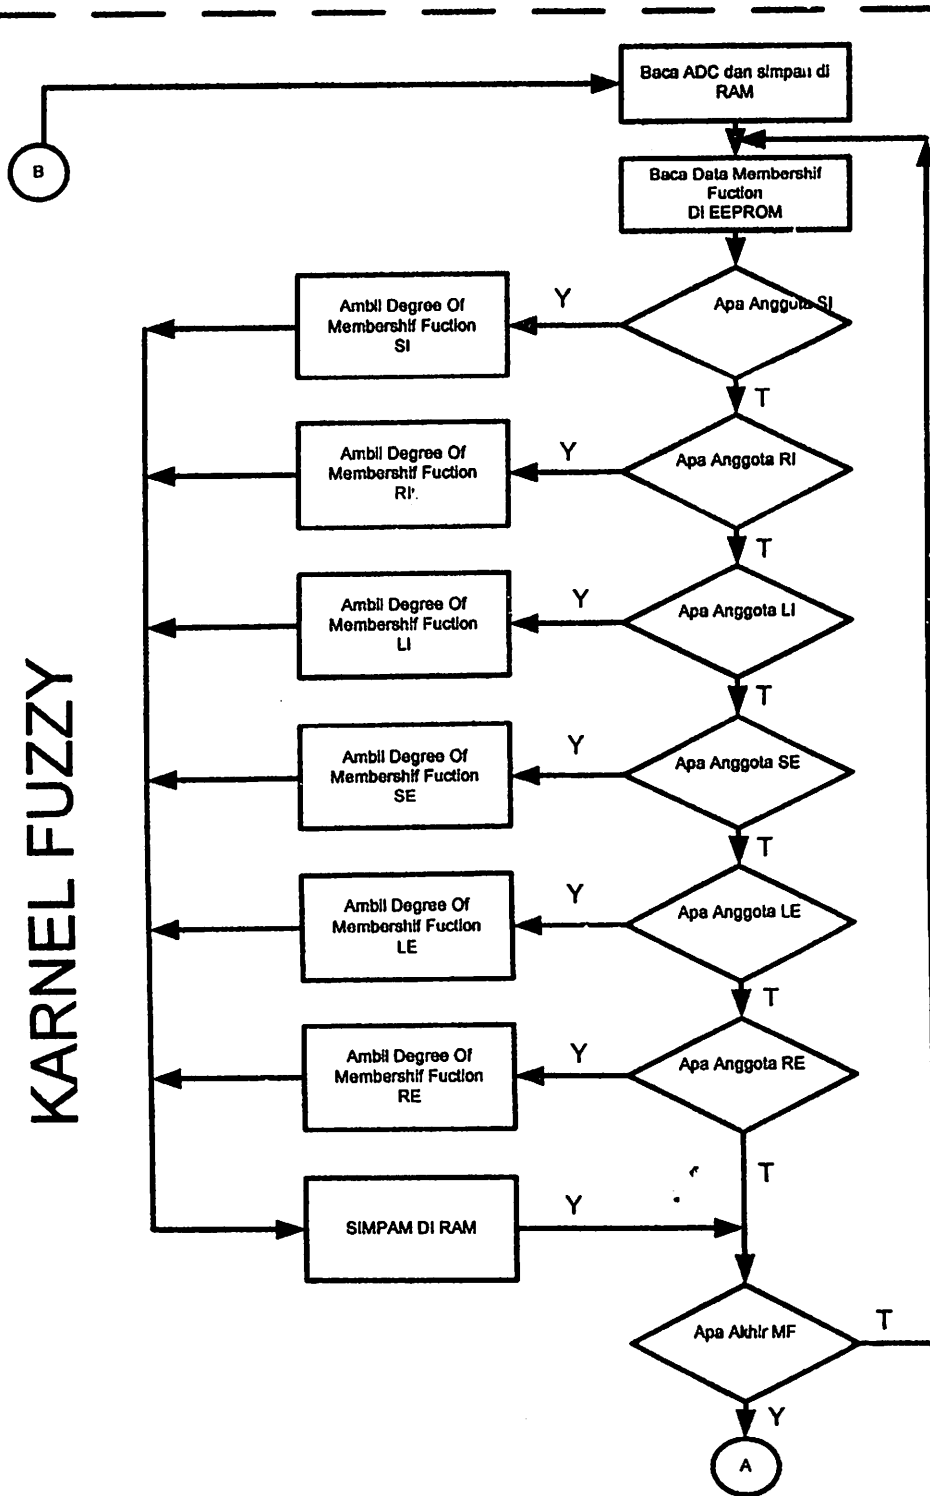 Baca ADC dan simpan di
RAM
B
Baca Data Membershif
Fuction
DI EEPROM
Apa Anggota SI
Y
Ambil Degree Of
Membershif Fuction
SI
T
Apa Anggota RI
Y
Ambil Degree Of
Membershif Fuction
RI
T
Apa Anggota LI
Y
Ambil Degree Of
Membershif Fuction
LI
T
Apa Anggota SE
Y
Ambil Degree Of
Membershif Fuction
SE
T
Apa Anggota LE
Y
Ambil Degree Of
Membershif Fuction
LE
T
Apa Anggota RE
Y
Ambil Degree Of
Membershif Fuction
RE
T
SIMPAM DI RAM
Y
Apa Akhir MF
T
Y
A
KARNEL FUZZY